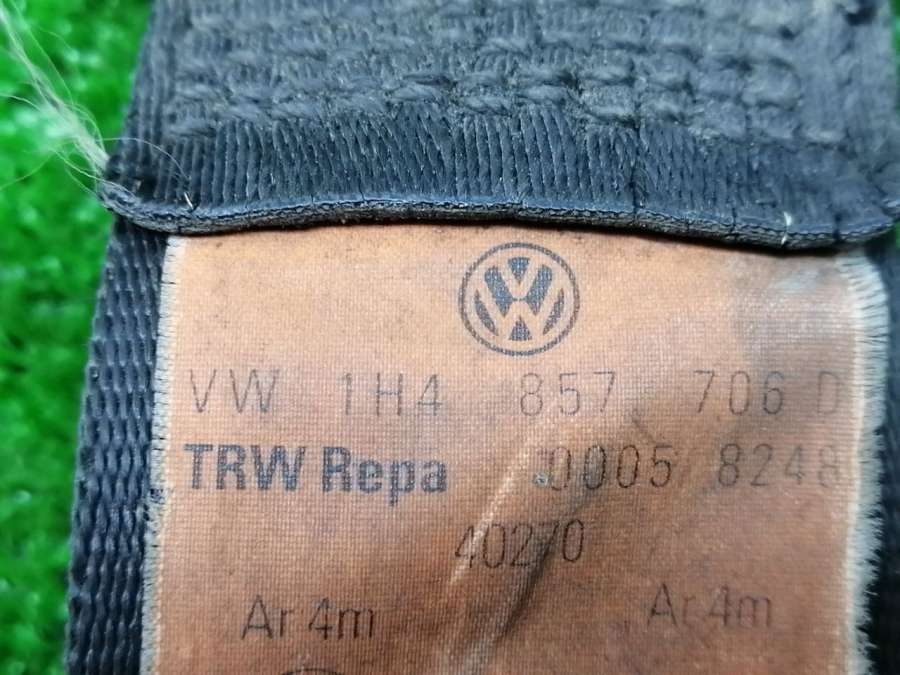 VW 1H4 857 706 D
TRW Repa 0005 8248
40270
Ar 4m Ar 4m